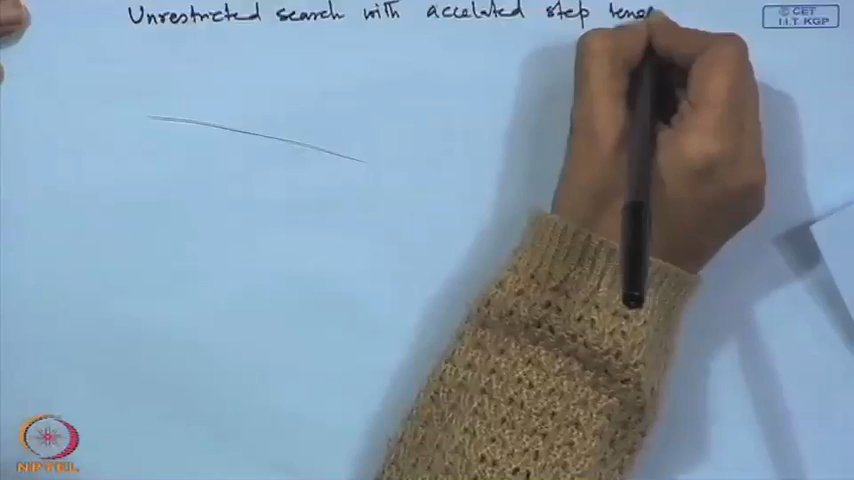 Unrestricted search with accelated step
© CET
I.I.T. KGP
NPTEL